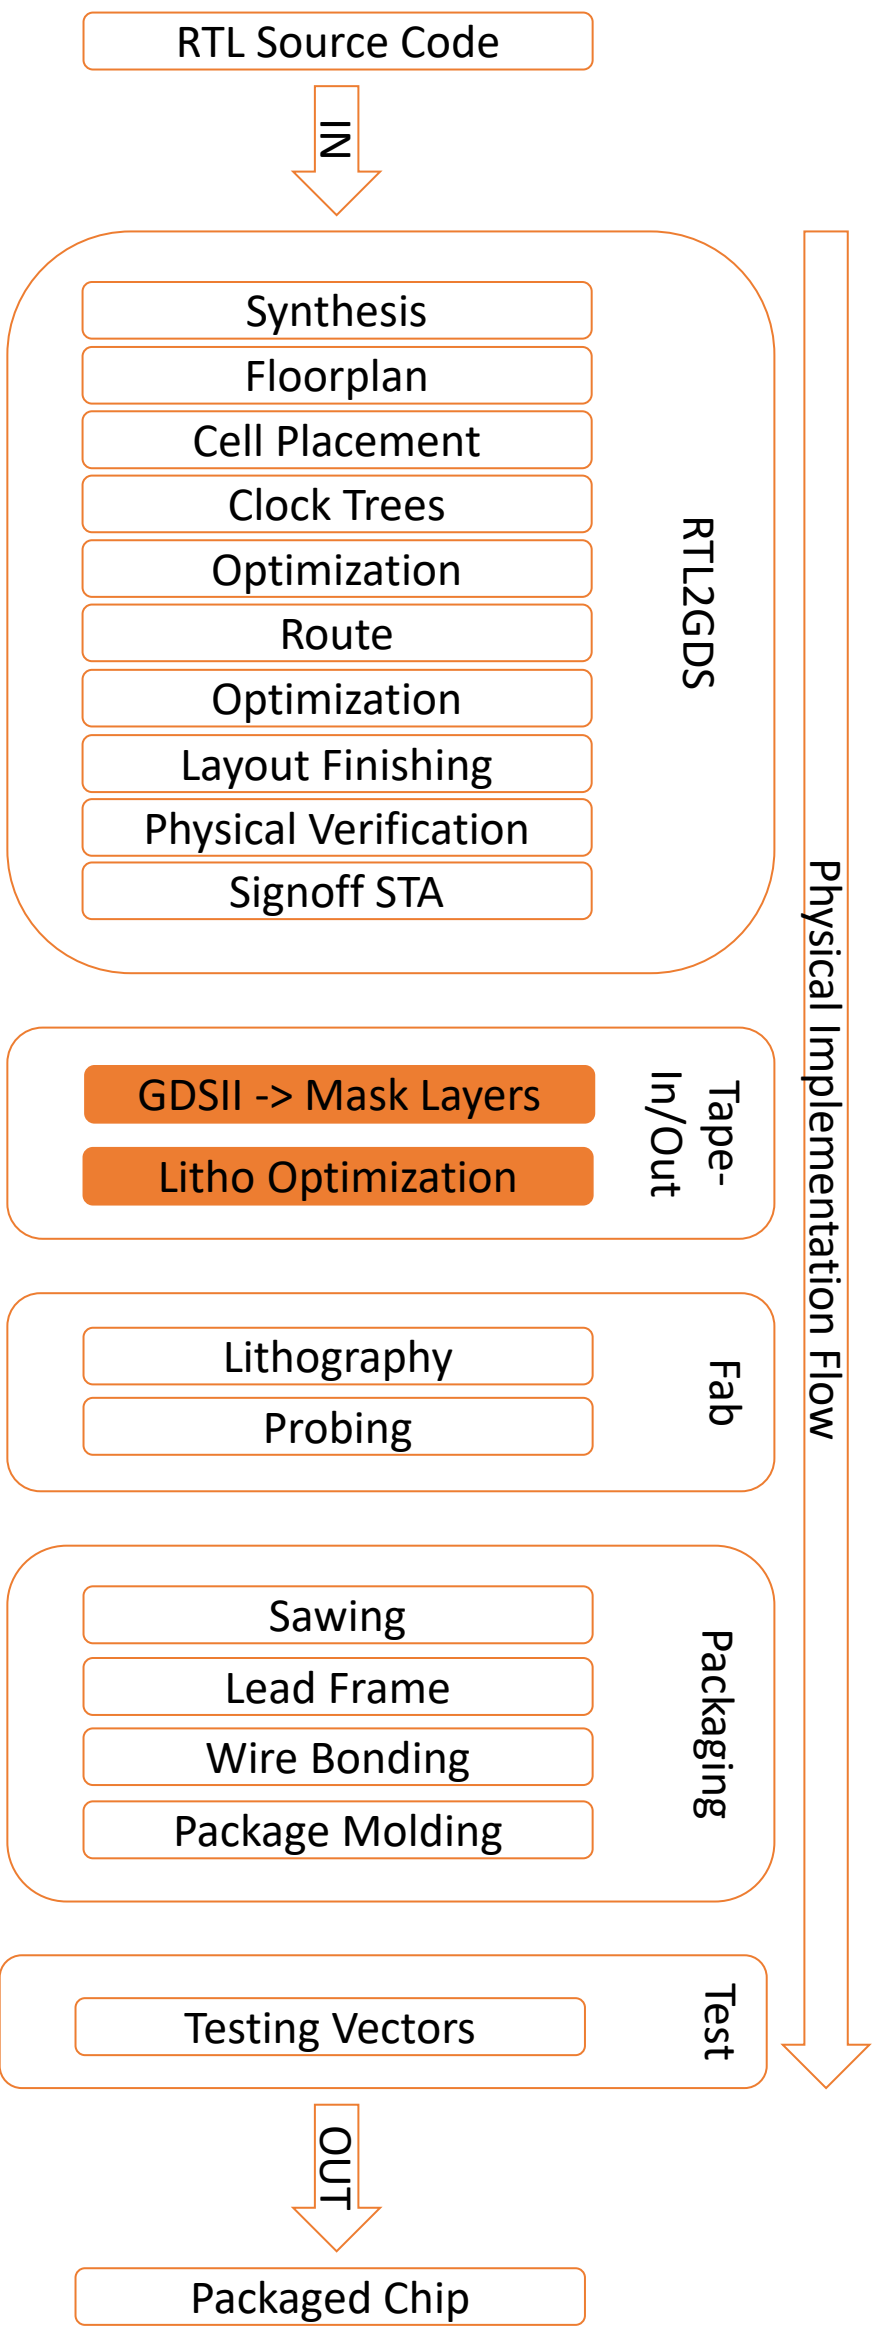 RTL Source Code
IN
Synthesis
Floorplan
Cell Placement
Clock Trees
Optimization
Route
Optimization
Layout Finishing
Physical Verification
Signoff STA
RTL2GDS
Physical Implementation Flow
GDSII -> Mask Layers
Litho Optimization
Tape-
In/Out
Lithography
Probing
Fab
Sawing
Lead Frame
Wire Bonding
Package Molding
Packaging
Testing Vectors
Test
OUT
Packaged Chip